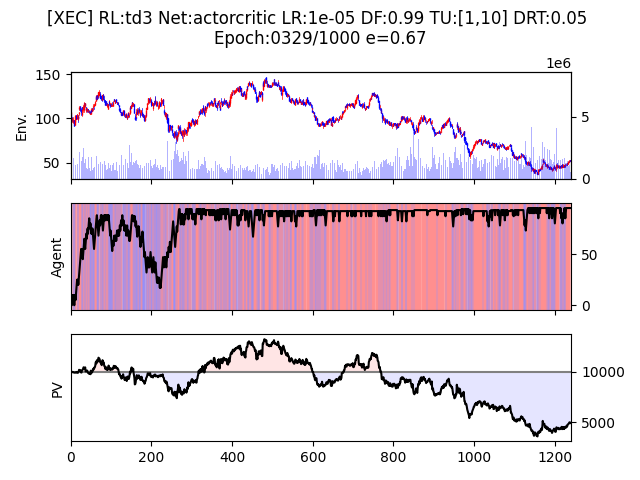 [XEC] RL:td3 Net:actorcritic LR:1e-05 DF:0.99 TU:[1,10] DRT:0.05
Epoch:0329/1000 e=0.67
1e6
150
100
50
Env.
5
0
Agent
50
0
PV
10000
5000
0 200 400 600 800 1000 1200